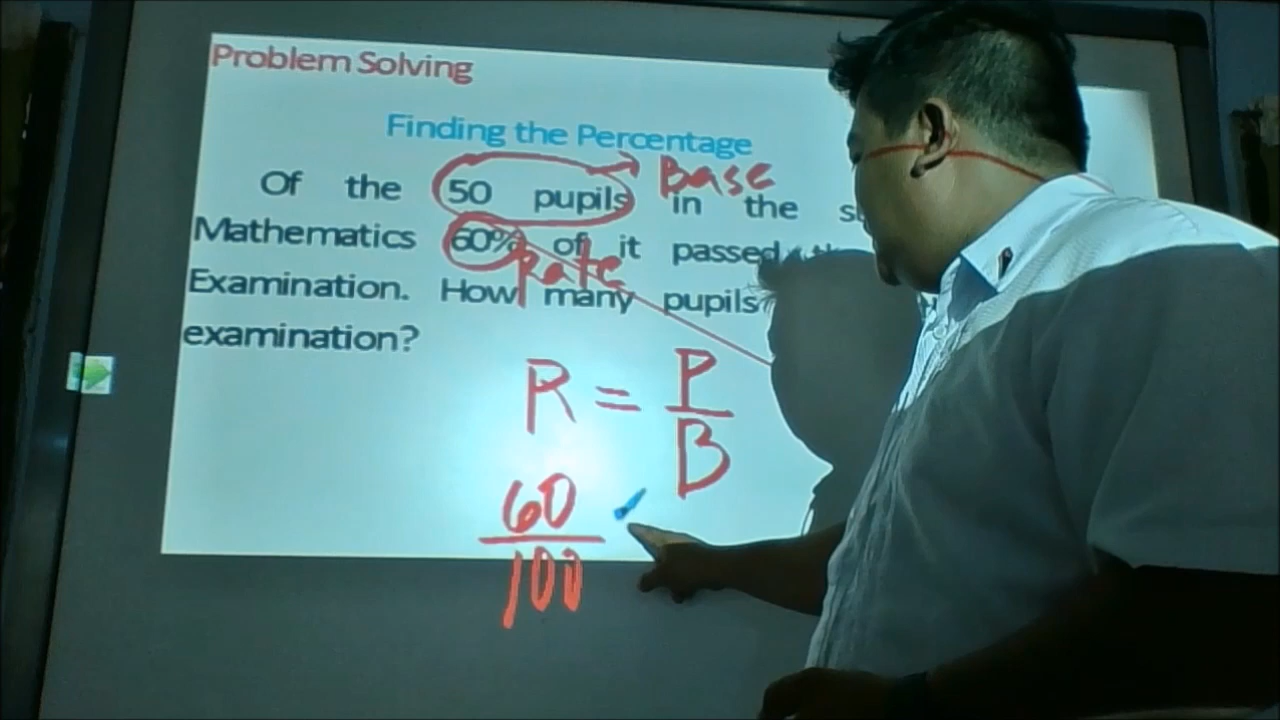 Problem Solving
Finding the Percentage
Of the 50 pupils in the
Base
Mathematics 60% of it passed
Rate
Examination. How many pupils
examination?
R = P
B
60
100